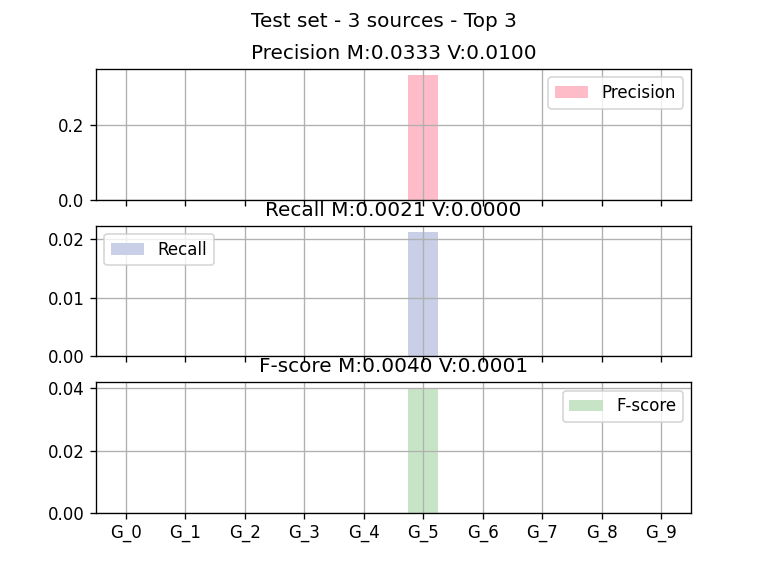 Test set - 3 sources - Top 3
Precision M:0.0333 V:0.0100
Precision
0.2
0.0
Recall M:0.0021 V:0.0000
0.02
Recall
0.01
0.00
F-score M:0.0040 V:0.0001
0.04
F-score
0.02
0.00
G_0 G_1 G_2 G_3 G_4 G_5 G_6 G_7 G_8 G_9